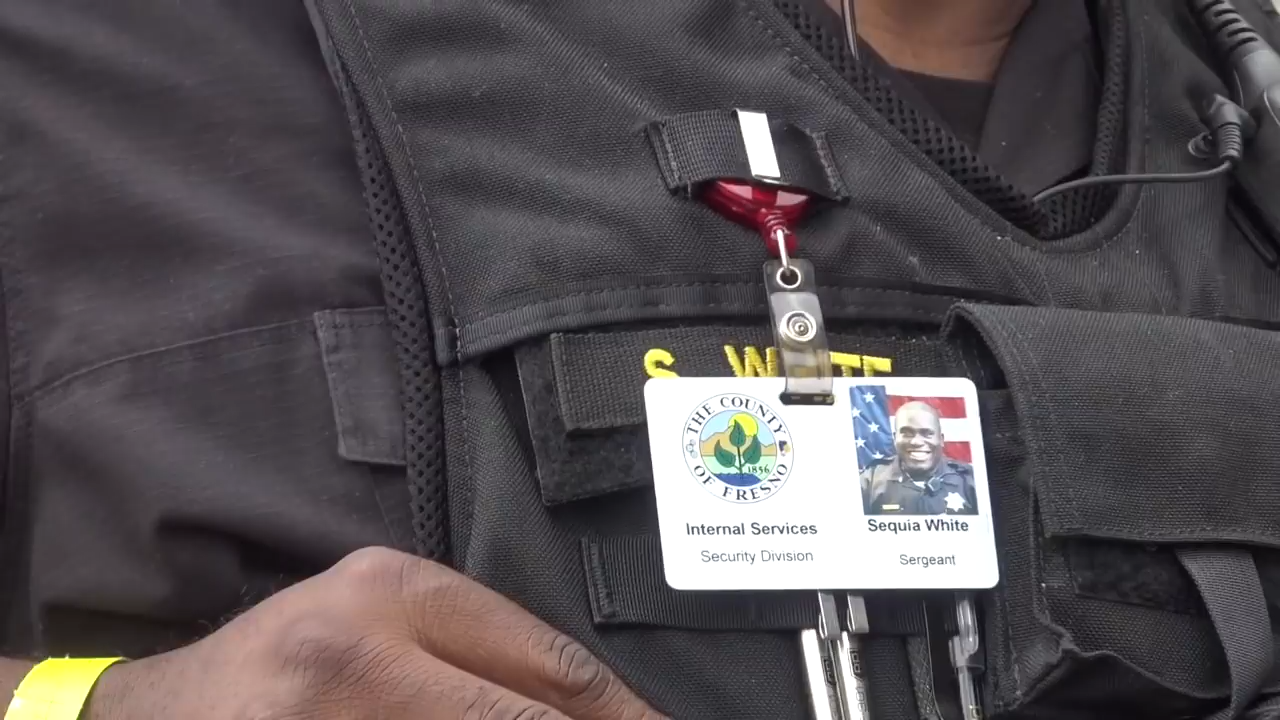 S. W
THE COUNTY
OF FRESNO
1856
Internal Services
Security Division
Sequia White
Sergeant